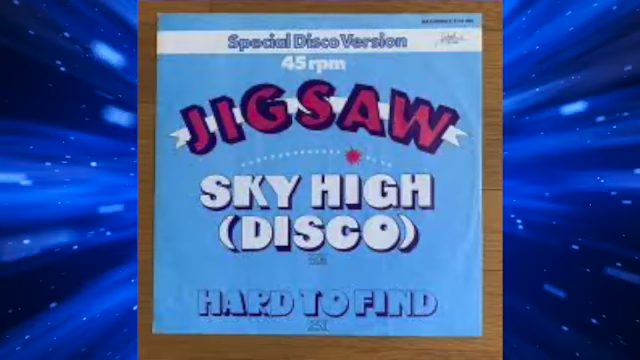 Special Disco Version
45 rpm
JIGSAW
SKY HIGH
(DISCO)
HARD TO FIND